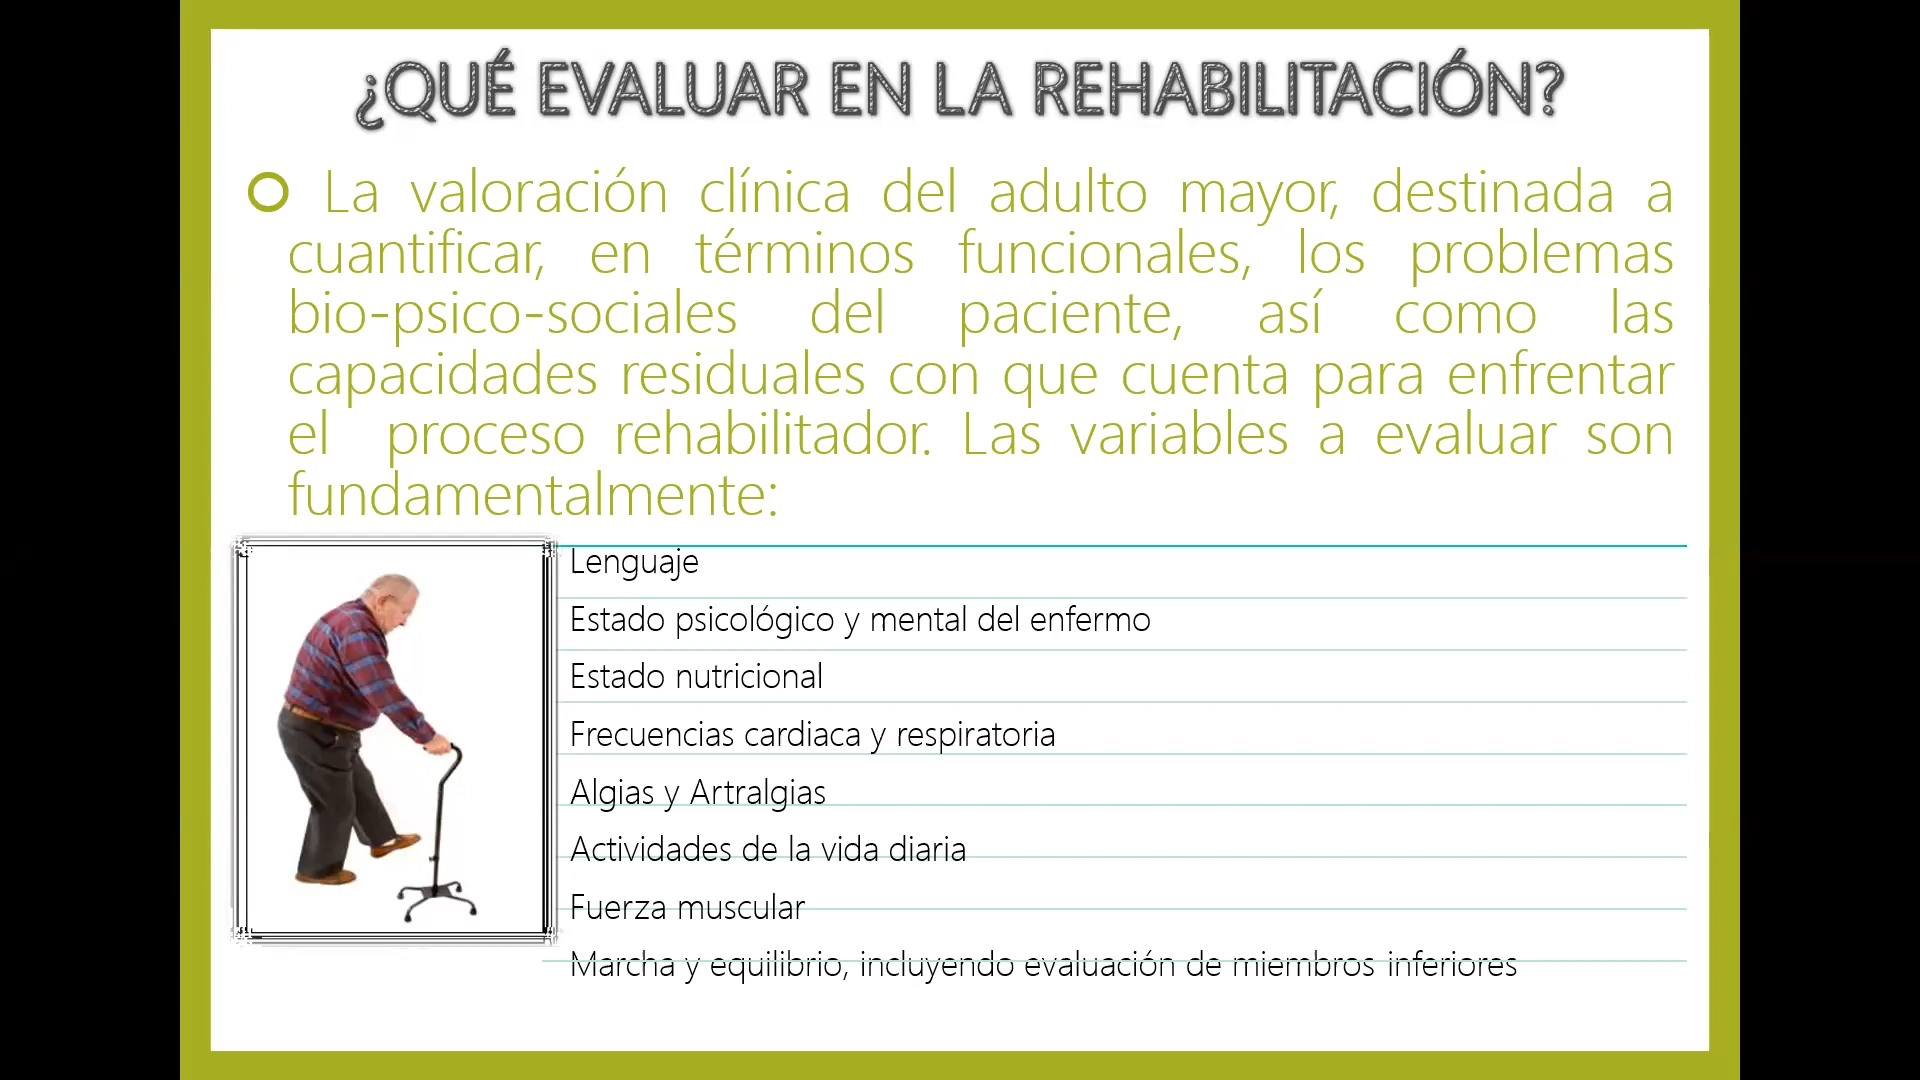 ¿QUÉ EVALUAR EN LA REHABILITACIÓN?
La valoración clínica del adulto mayor, destinada a
cuantificar, en términos funcionales, los problemas
bio-psico-sociales del paciente, así como las
capacidades residuales con que cuenta para enfrentar
el proceso rehabilitador. Las variables a evaluar son
fundamentalmente:
Lenguaje
Estado psicológico y mental del enfermo
Estado nutricional
Frecuencias cardiaca y respiratoria
Algias y Artralgias
Actividades de la vida diaria
Fuerza muscular
Marcha y equilibrio, incluyendo evaluación de miembros inferiores